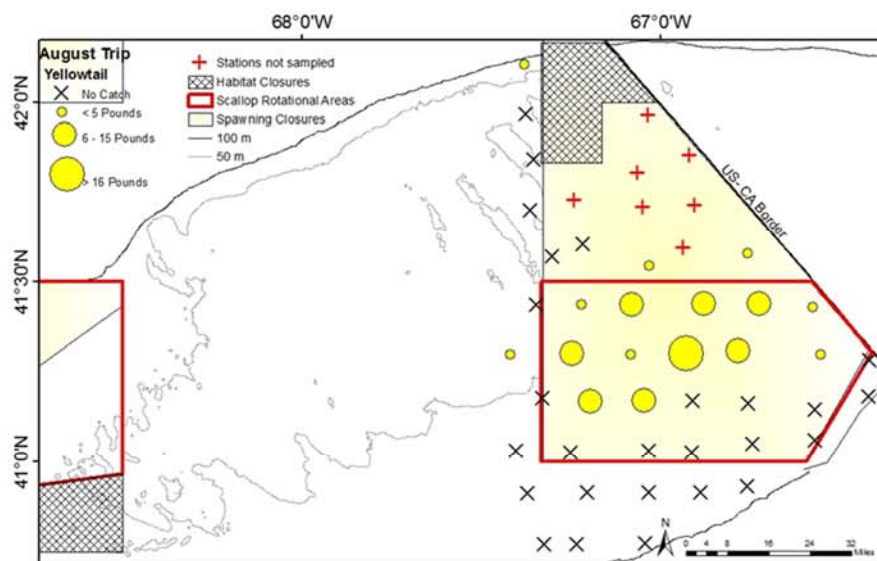 68°0'W 67°0'W
August Trip
Yellowtail
No Catch
< 5 Pounds
6 - 15 Pounds
> 16 Pounds
Stations not sampled
Habitat Closures
Scallop Rotational Areas
Spawning Closures
100 m
50 m
42°0'N
41°30'N
41°0'N
US- CA Border
N
0 4 8 16 24 32
Miles